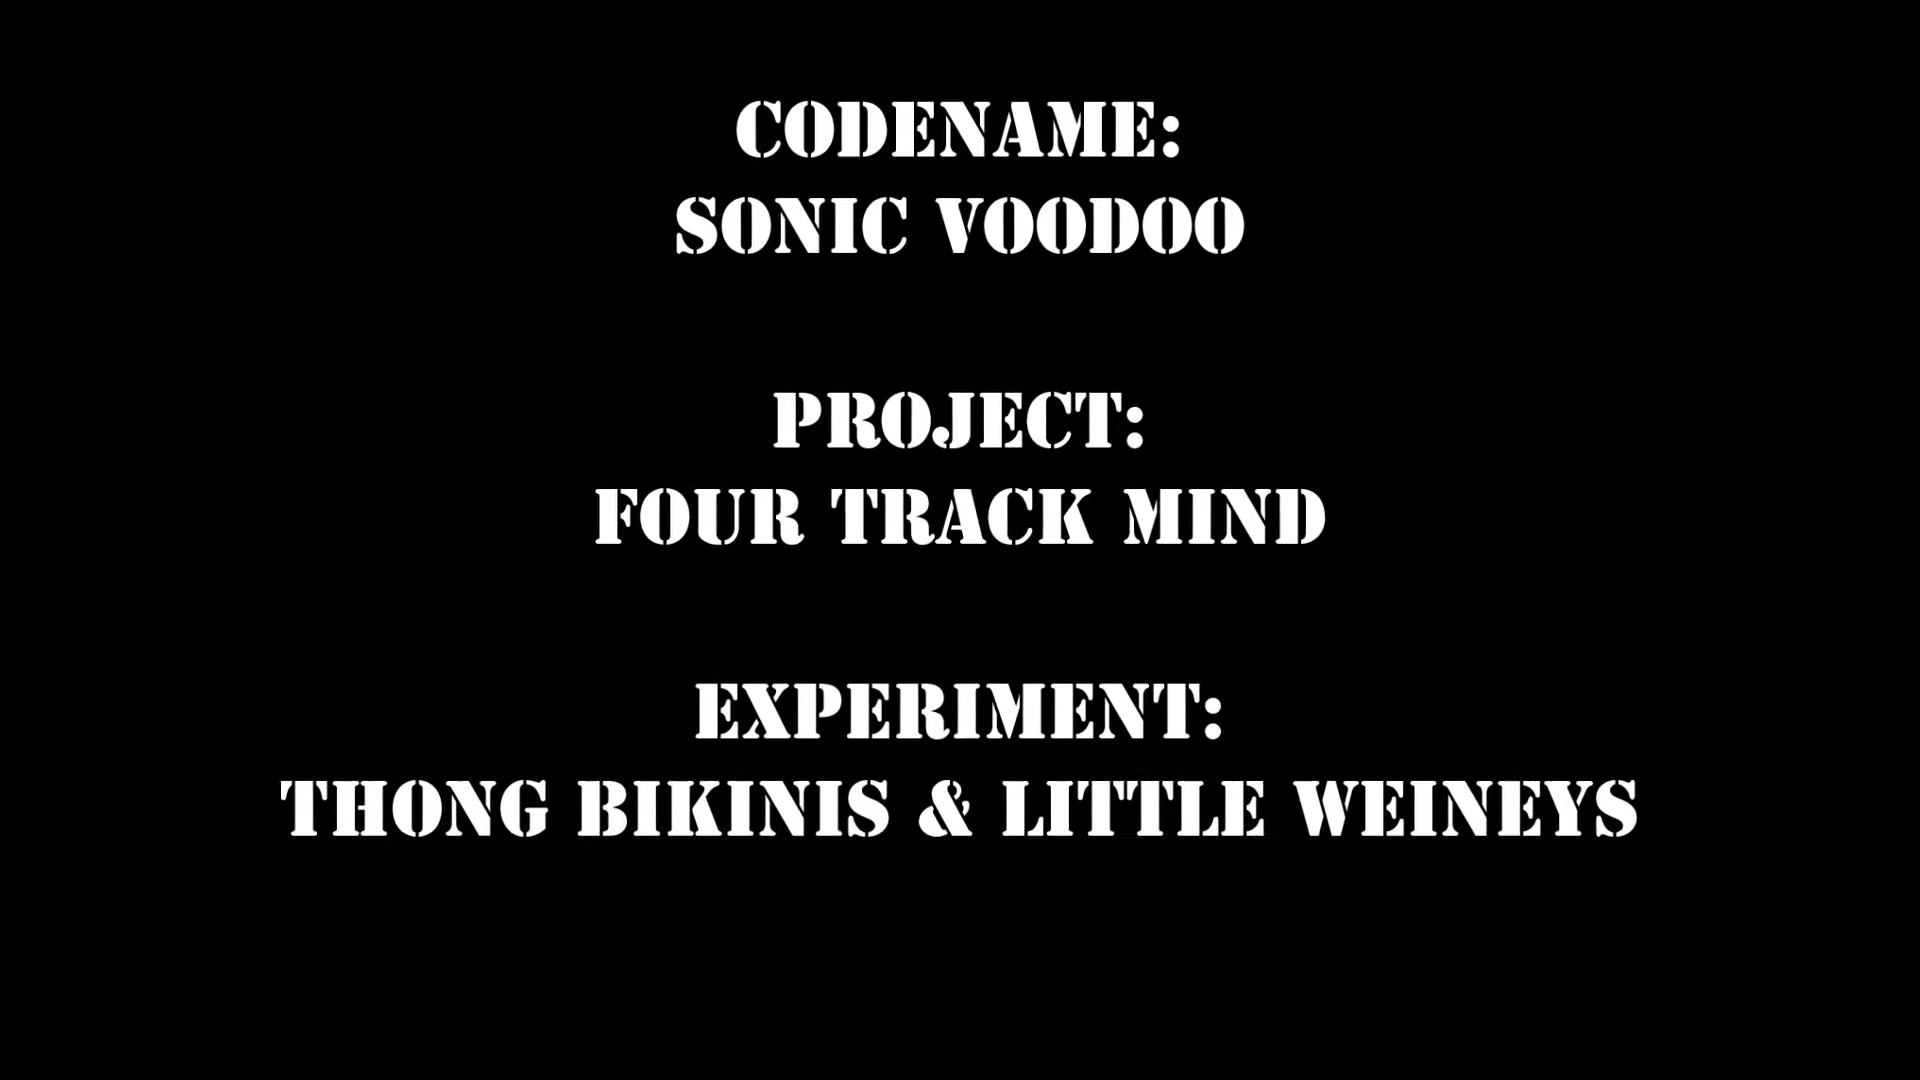 CODENAME:
SONIC VOODOO
PROJECT:
FOUR TRACK MIND
EXPERIMENT:
THONG BIKINIS & LITTLE WEINEYS